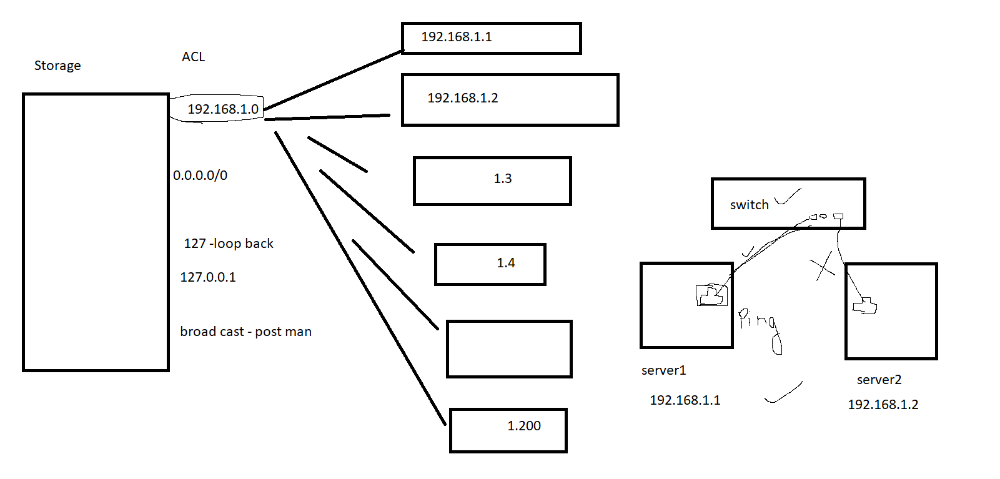 Storage
ACL
192.168.1.0
0.0.0.0/0
127 -loop back
127.0.0.1
broad cast - post man
192.168.1.1
192.168.1.2
1.3
1.4
1.200
switch
Ping
server1
192.168.1.1
server2
192.168.1.2